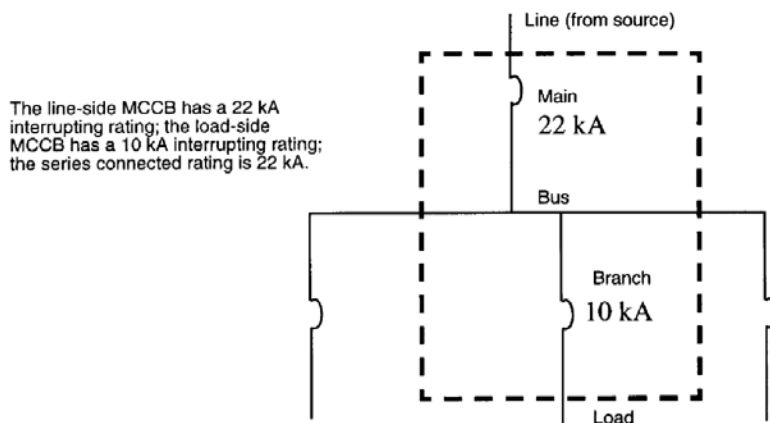 Line (from source)
The line-side MCCB has a 22 kA
interrupting rating; the load-side
MCCB has a 10 kA interrupting rating;
the series connected rating is 22 kA.
Main
22 kA
Bus
Branch
10 kA
Load